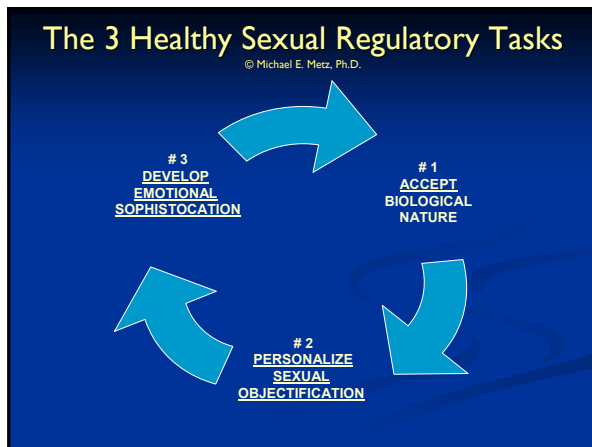 The 3 Healthy Sexual Regulatory Tasks
© Michael E. Metz, Ph.D.
# 1
ACCEPT
BIOLOGICAL
NATURE
# 2
PERSONALIZE
SEXUAL
OBJECTIFICATION
# 3
DEVELOP
EMOTIONAL
SOPHISTOCATION